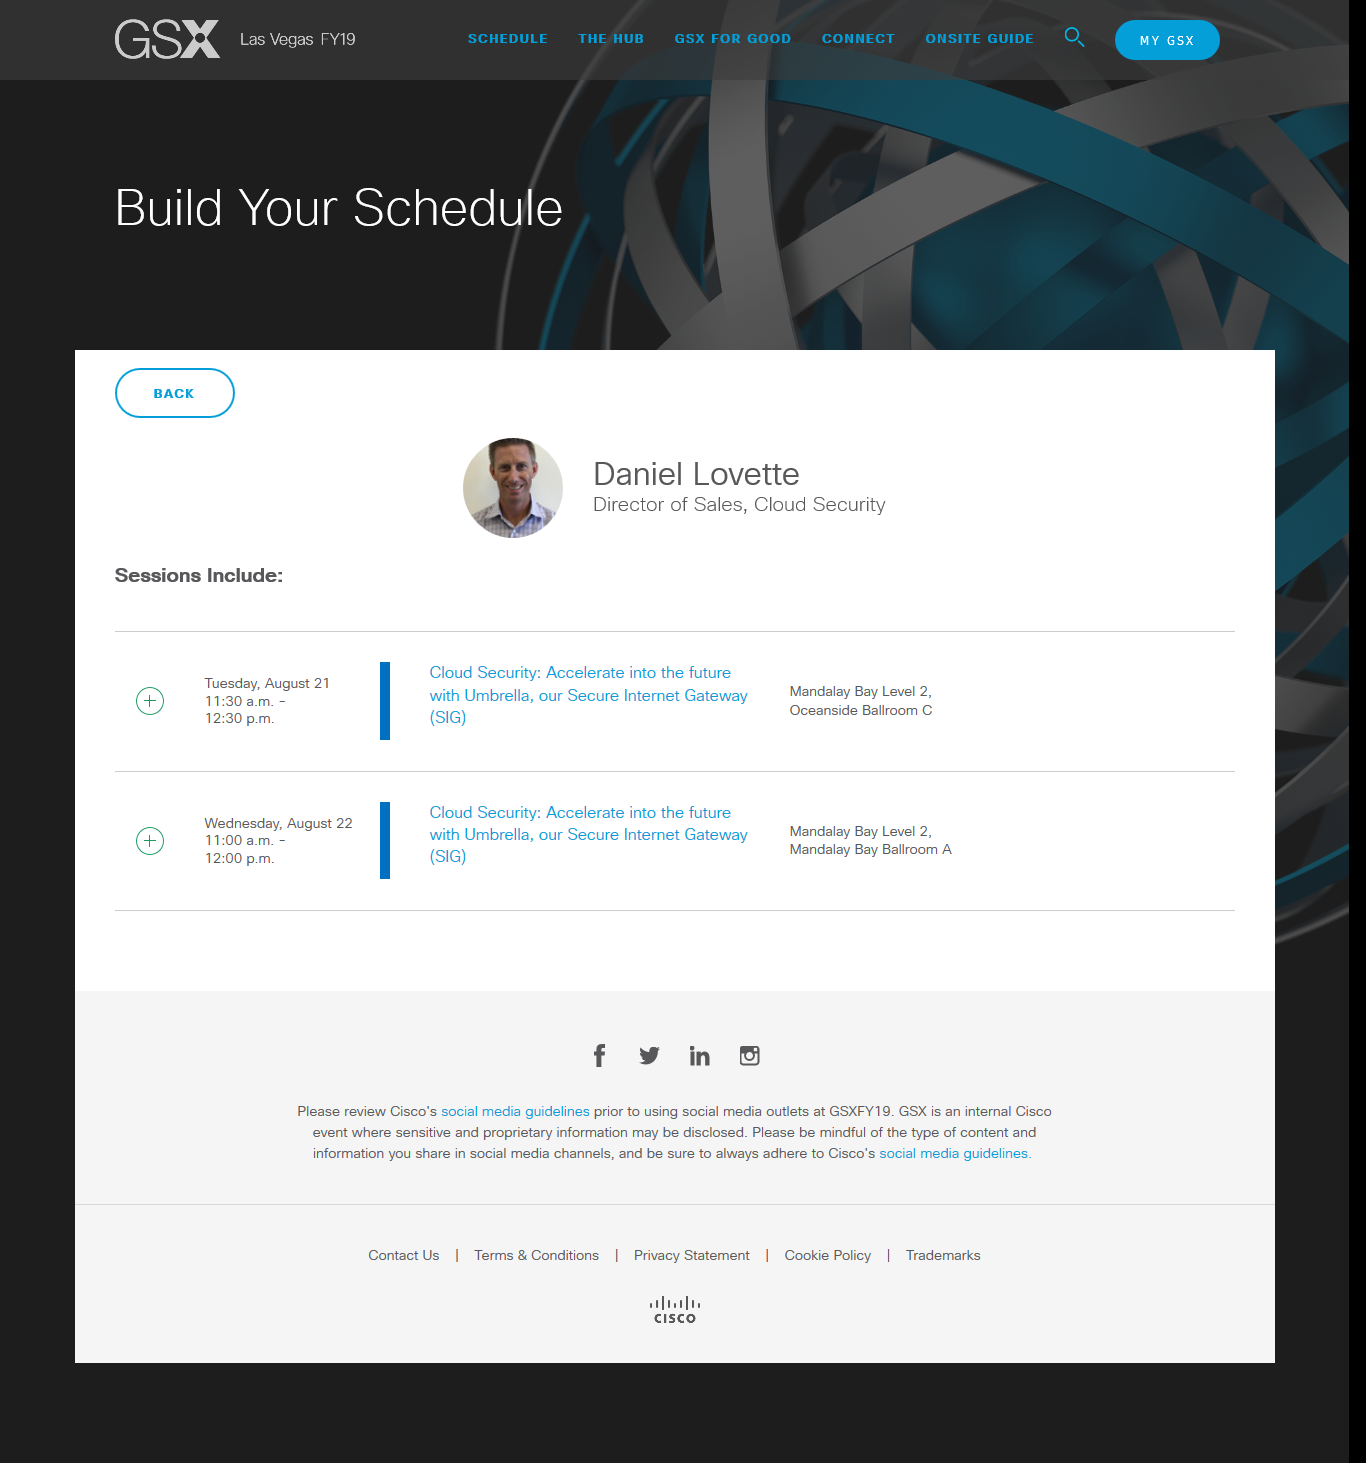 GSX Las Vegas FY19
SCHEDULE THE HUB GSX FOR GOOD CONNECT ONSITE GUIDE MY GSX
Build Your Schedule
BACK
Daniel Lovette
Director of Sales, Cloud Security
Sessions Include:
Tuesday, August 21
11:30 a.m. -
12:30 p.m.
Cloud Security: Accelerate into the future
with Umbrella, our Secure Internet Gateway
(SIG)
Mandalay Bay Level 2,
Oceanside Ballroom C
Wednesday, August 22
11:00 a.m. -
12:00 p.m.
Cloud Security: Accelerate into the future
with Umbrella, our Secure Internet Gateway
(SIG)
Mandalay Bay Level 2,
Mandalay Bay Ballroom A
Please review Cisco's social media guidelines prior to using social media outlets at GSXFY19. GSX is an internal Cisco
event where sensitive and proprietary information may be disclosed. Please be mindful of the type of content and
information you share in social media channels, and be sure to always adhere to Cisco's social media guidelines.
Contact Us | Terms & Conditions | Privacy Statement | Cookie Policy | Trademarks
CISCO